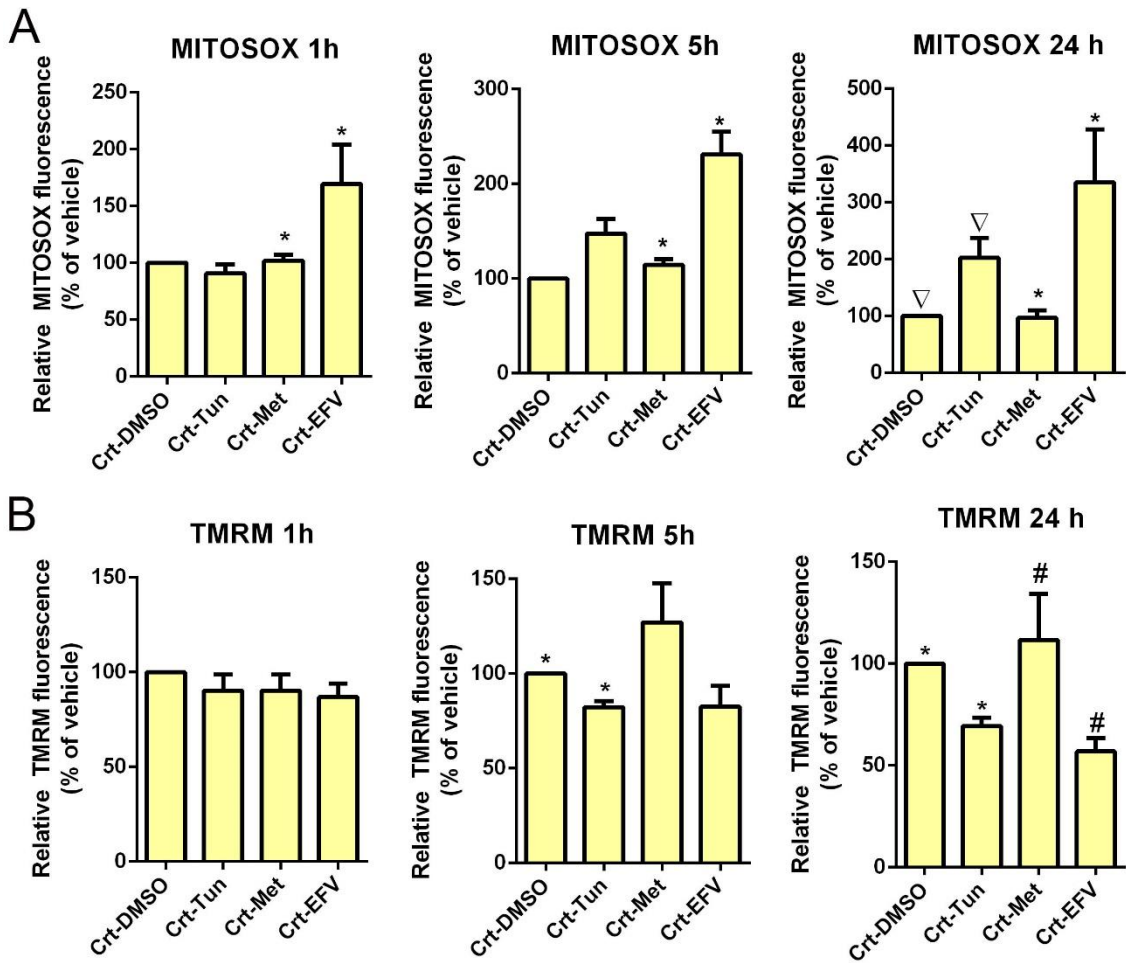 A
MITOSOX 1h
Relative MITOSOX fluorescence
(% of vehicle)
250
200
150
100
50
0
*
*
Crt-DMSO
Crt-Tun
Crt-Met
Crt-EFV
MITOSOX 5h
Relative MITOSOX fluorescence
(% of vehicle)
300
200
100
0
*
*
Crt-DMSO
Crt-Tun
Crt-Met
Crt-EFV
MITOSOX 24 h
Relative MITOSOX fluorescence
(% of vehicle)
500
400
300
200
100
0
▽
▽
*
*
Crt-DMSO
Crt-Tun
Crt-Met
Crt-EFV
B
TMRM 1h
Relative TMRM fluorescence
(% of vehicle)
150
100
50
0
Crt-DMSO
Crt-Tun
Crt-Met
Crt-EFV
TMRM 5h
Relative TMRM fluorescence
(% of vehicle)
150
100
50
0
*
*
Crt-DMSO
Crt-Tun
Crt-Met
Crt-EFV
TMRM 24 h
Relative TMRM fluorescence
(% of vehicle)
150
100
50
0
*
*
#
#
Crt-DMSO
Crt-Tun
Crt-Met
Crt-EFV